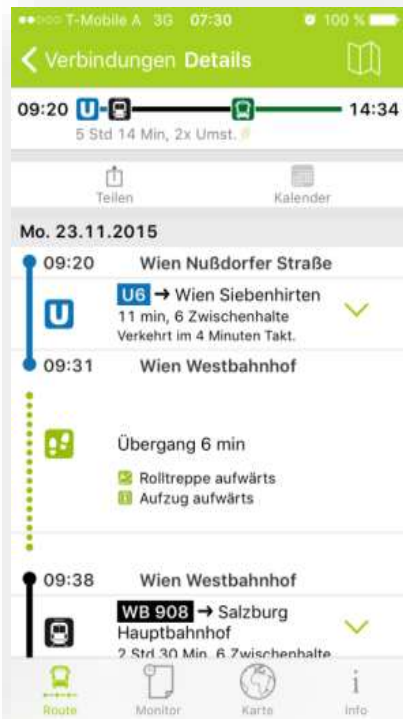 T-Mobile A 3G 07:30 100 %
Verbindungen Details
09:20 U 14:34
5 Std 14 Min, 2x Umst.
Teilen Kalender
Mo. 23.11.2015
09:20 Wien Nußdorfer Straße
U6 → Wien Siebenhirten
U 11 min, 6 Zwischenhalte
Verkehrt im 4 Minuten Takt.
09:31 Wien Westbahnhof
Übergang 6 min
Rolltreppe aufwärts
Aufzug aufwärts
09:38 Wien Westbahnhof
WB 908 → Salzburg
Hauptbahnhof
2 Std 30 Min, 6 Zwischenhalte
Route Monitor Karte Info